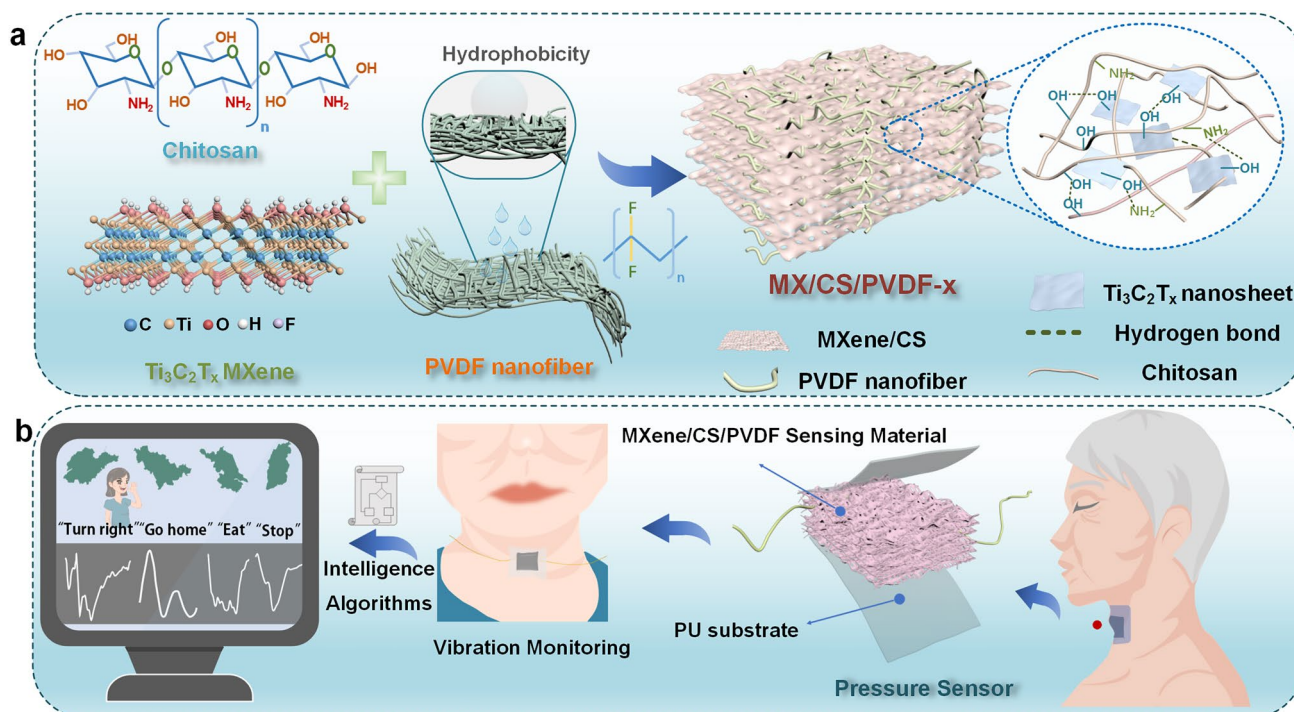 a
OH
HO
O
HO
NH₂
O
OH
O
HO
NH₂
n
O
OH
O
OH
HO
NH₂
Chitosan
C Ti O H F
Ti₃C₂Tₓ MXene
Hydrophobicity
PVDF nanofiber
F
F
n
MX/CS/PVDF-x
MXene/CS
PVDF nanofiber
NH₂
OH
OH
OH
OH
OH
NH₂
OH
OH
OH
OH
NH₂
Ti₃C₂Tₓ nanosheet
Hydrogen bond
Chitosan
b
“Turn right” “Go home” “Eat” “Stop”
Intelligence
Algorithms
Vibration Monitoring
MXene/CS/PVDF Sensing Material
PU substrate
Pressure Sensor